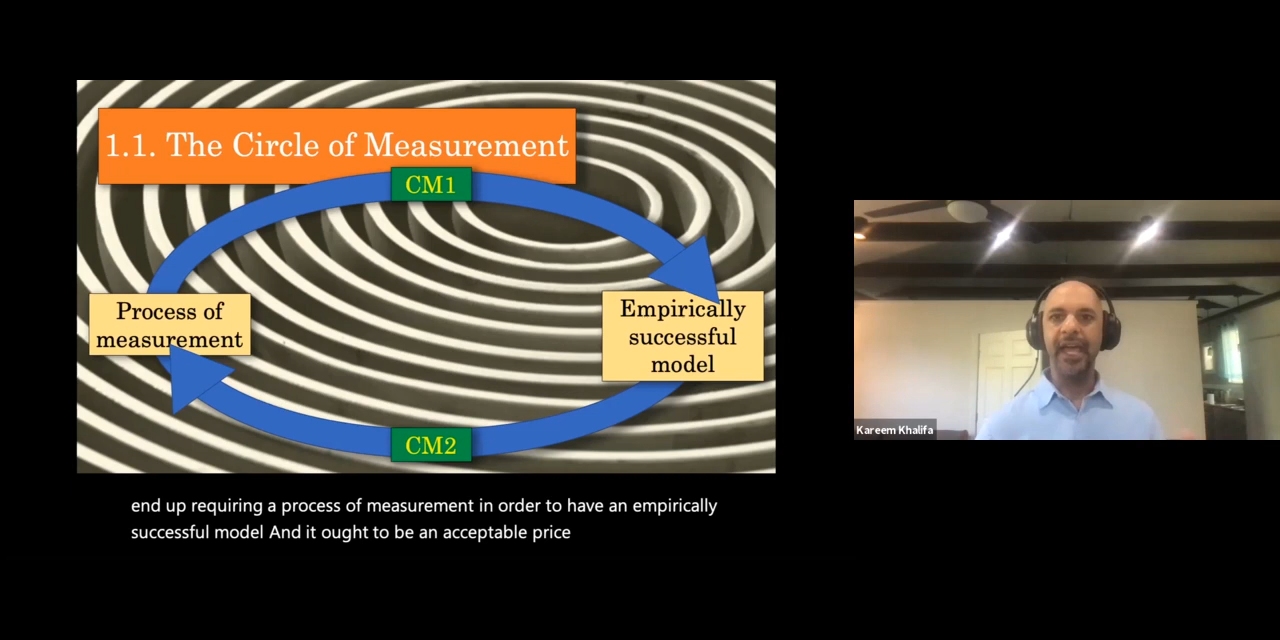 1.1. The Circle of Measurement
CM1
Process of
measurement
Empirically
successful
model
CM2
Kareem Khalifa
end up requiring a process of measurement in order to have an empirically
successful model And it ought to be an acceptable price